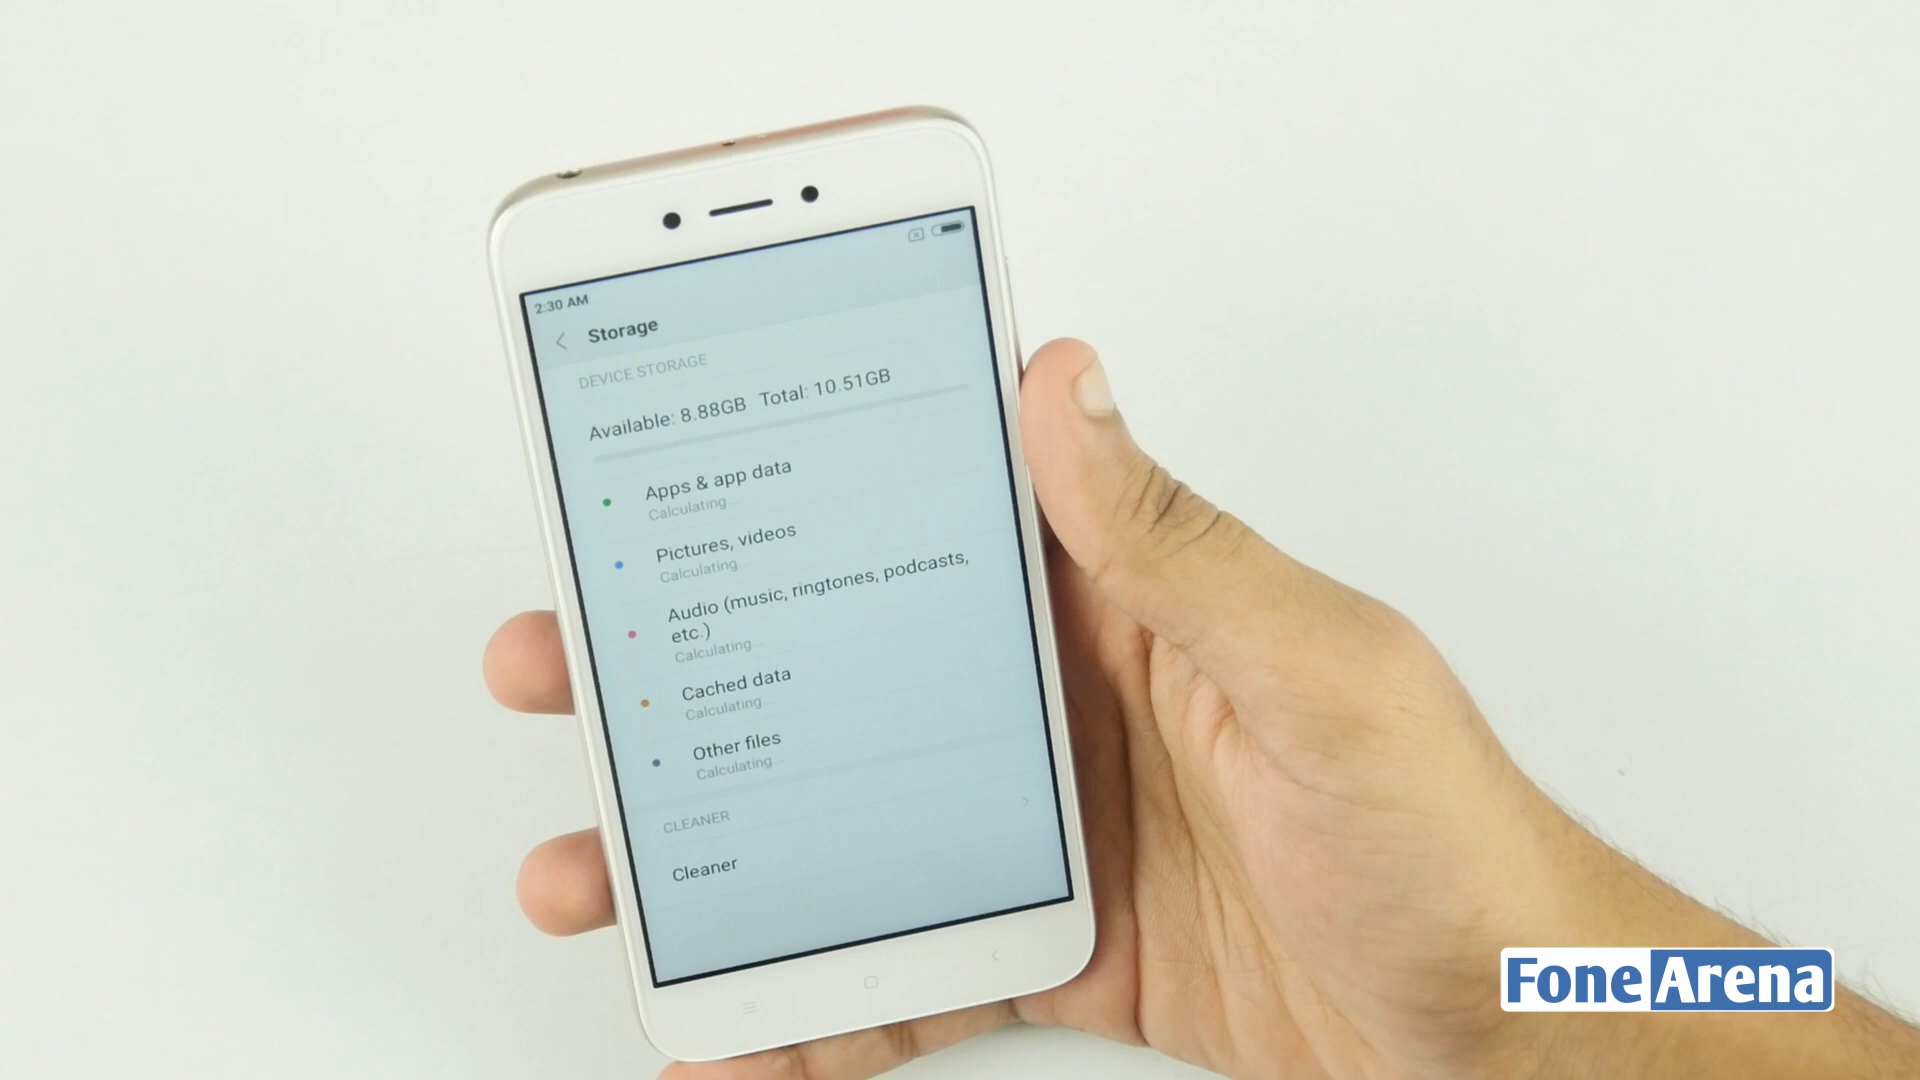 2:30 AM
Storage
DEVICE STORAGE
Available: 8.88GB Total: 10.51GB
Apps & app data
Calculating...
Pictures, videos
Calculating...
Audio (music, ringtones, podcasts,
etc.)
Calculating...
Cached data
Calculating...
Other files
Calculating...
CLEANER
Cleaner
FoneArena